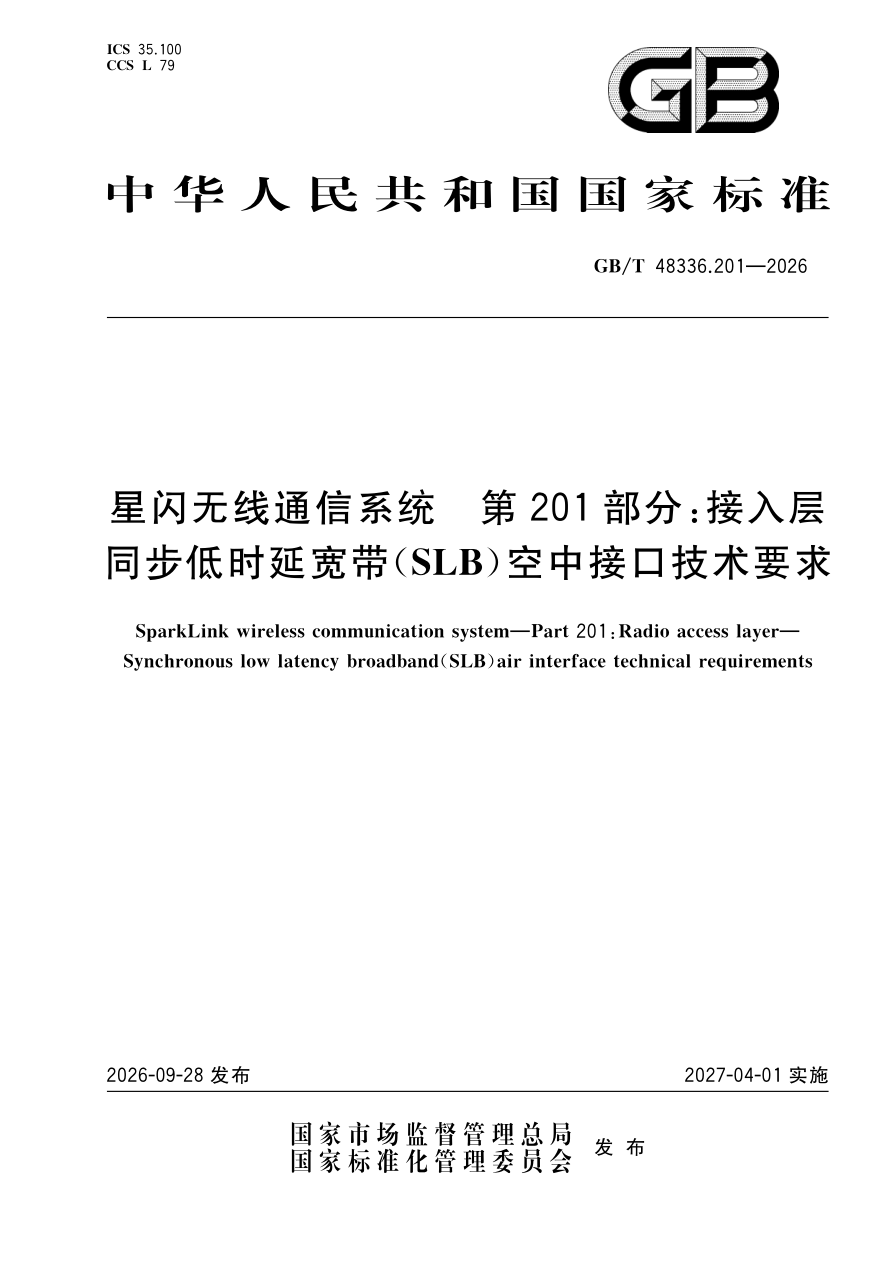 ICS 35.100
CCS L 79
GB
中华人民共和国国家标准
GB/T 48336.201—2026
星闪无线通信系统 第201部分:接入层
同步低时延宽带(SLB)空中接口技术要求
SparkLink wireless communication system—Part 201:Radio access layer—
Synchronous low latency broadband(SLB)air interface technical requirements
2026-09-28 发布
2027-04-01 实施
国家市场监督管理总局
国家标准化管理委员会
发布